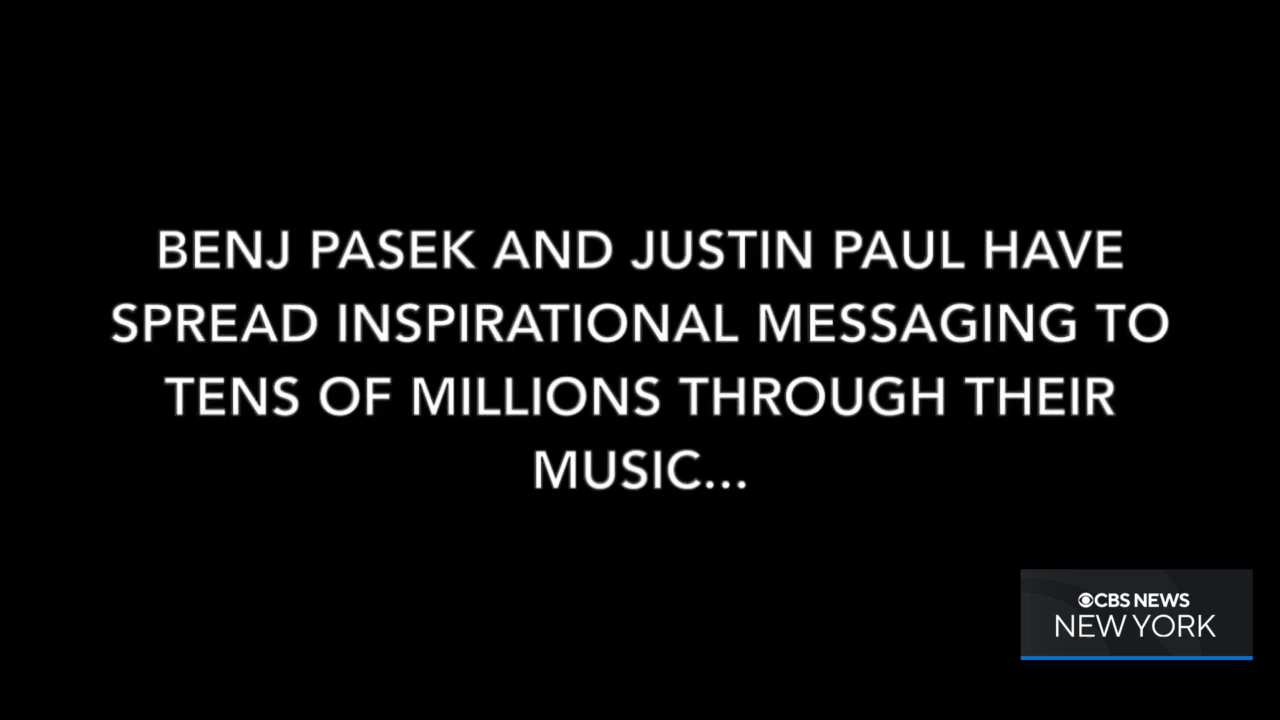 BENJ PASEK AND JUSTIN PAUL HAVE
SPREAD INSPIRATIONAL MESSAGING TO
TENS OF MILLIONS THROUGH THEIR
MUSIC...
CBS NEWS
NEW YORK